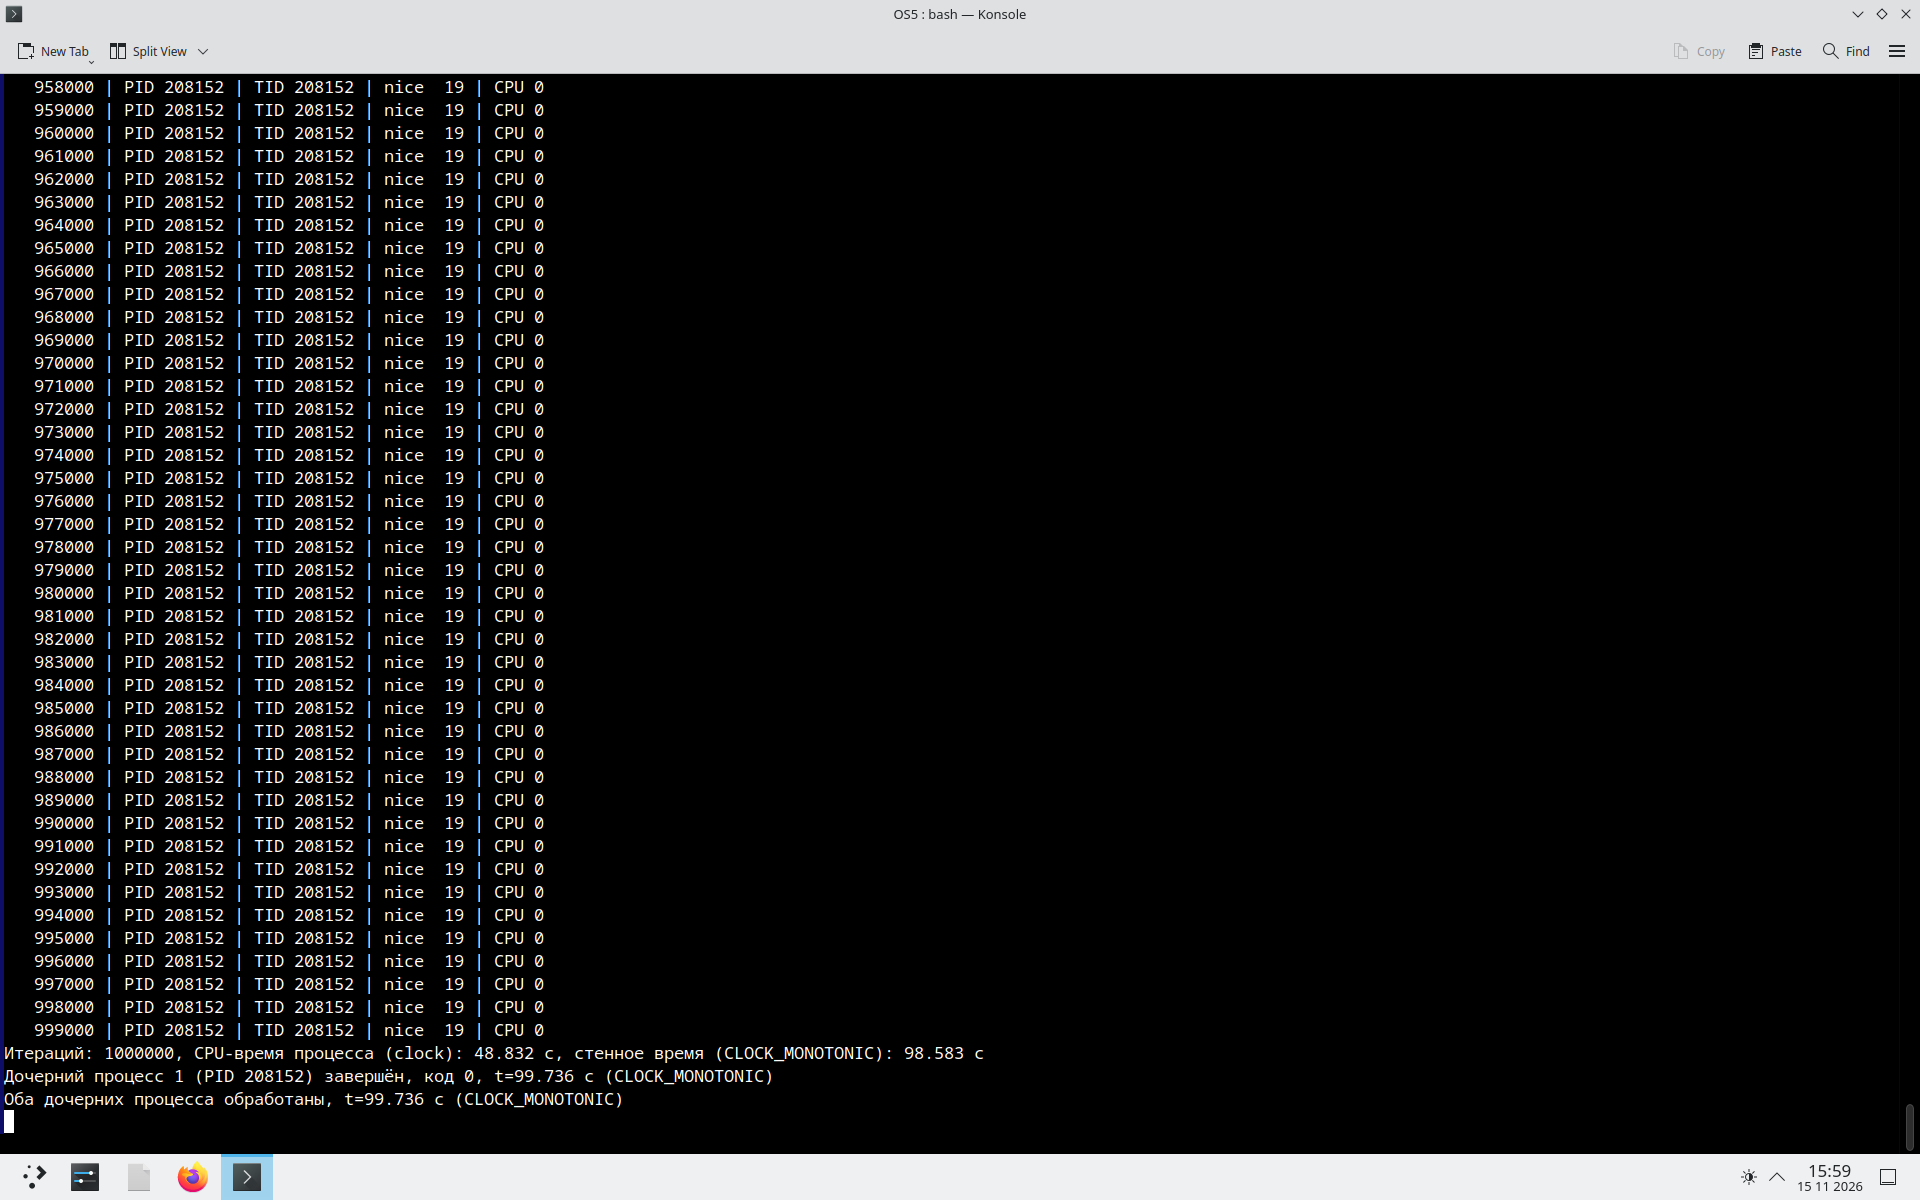 OS5 : bash — Konsole
New Tab Split View Copy Paste Find
958000 | PID 208152 | TID 208152 | nice  19 | CPU 0
959000 | PID 208152 | TID 208152 | nice  19 | CPU 0
960000 | PID 208152 | TID 208152 | nice  19 | CPU 0
961000 | PID 208152 | TID 208152 | nice  19 | CPU 0
962000 | PID 208152 | TID 208152 | nice  19 | CPU 0
963000 | PID 208152 | TID 208152 | nice  19 | CPU 0
964000 | PID 208152 | TID 208152 | nice  19 | CPU 0
965000 | PID 208152 | TID 208152 | nice  19 | CPU 0
966000 | PID 208152 | TID 208152 | nice  19 | CPU 0
967000 | PID 208152 | TID 208152 | nice  19 | CPU 0
968000 | PID 208152 | TID 208152 | nice  19 | CPU 0
969000 | PID 208152 | TID 208152 | nice  19 | CPU 0
970000 | PID 208152 | TID 208152 | nice  19 | CPU 0
971000 | PID 208152 | TID 208152 | nice  19 | CPU 0
972000 | PID 208152 | TID 208152 | nice  19 | CPU 0
973000 | PID 208152 | TID 208152 | nice  19 | CPU 0
974000 | PID 208152 | TID 208152 | nice  19 | CPU 0
975000 | PID 208152 | TID 208152 | nice  19 | CPU 0
976000 | PID 208152 | TID 208152 | nice  19 | CPU 0
977000 | PID 208152 | TID 208152 | nice  19 | CPU 0
978000 | PID 208152 | TID 208152 | nice  19 | CPU 0
979000 | PID 208152 | TID 208152 | nice  19 | CPU 0
980000 | PID 208152 | TID 208152 | nice  19 | CPU 0
981000 | PID 208152 | TID 208152 | nice  19 | CPU 0
982000 | PID 208152 | TID 208152 | nice  19 | CPU 0
983000 | PID 208152 | TID 208152 | nice  19 | CPU 0
984000 | PID 208152 | TID 208152 | nice  19 | CPU 0
985000 | PID 208152 | TID 208152 | nice  19 | CPU 0
986000 | PID 208152 | TID 208152 | nice  19 | CPU 0
987000 | PID 208152 | TID 208152 | nice  19 | CPU 0
988000 | PID 208152 | TID 208152 | nice  19 | CPU 0
989000 | PID 208152 | TID 208152 | nice  19 | CPU 0
990000 | PID 208152 | TID 208152 | nice  19 | CPU 0
991000 | PID 208152 | TID 208152 | nice  19 | CPU 0
992000 | PID 208152 | TID 208152 | nice  19 | CPU 0
993000 | PID 208152 | TID 208152 | nice  19 | CPU 0
994000 | PID 208152 | TID 208152 | nice  19 | CPU 0
995000 | PID 208152 | TID 208152 | nice  19 | CPU 0
996000 | PID 208152 | TID 208152 | nice  19 | CPU 0
997000 | PID 208152 | TID 208152 | nice  19 | CPU 0
998000 | PID 208152 | TID 208152 | nice  19 | CPU 0
999000 | PID 208152 | TID 208152 | nice  19 | CPU 0
Итераций: 1000000, CPU-время процесса (clock): 48.832 с, стенное время (CLOCK_MONOTONIC): 98.583 с
Дочерний процесс 1 (PID 208152) завершён, код 0, t=99.736 с (CLOCK_MONOTONIC)
Оба дочерних процесса обработаны, t=99.736 с (CLOCK_MONOTONIC)
15:59
15 11 2026